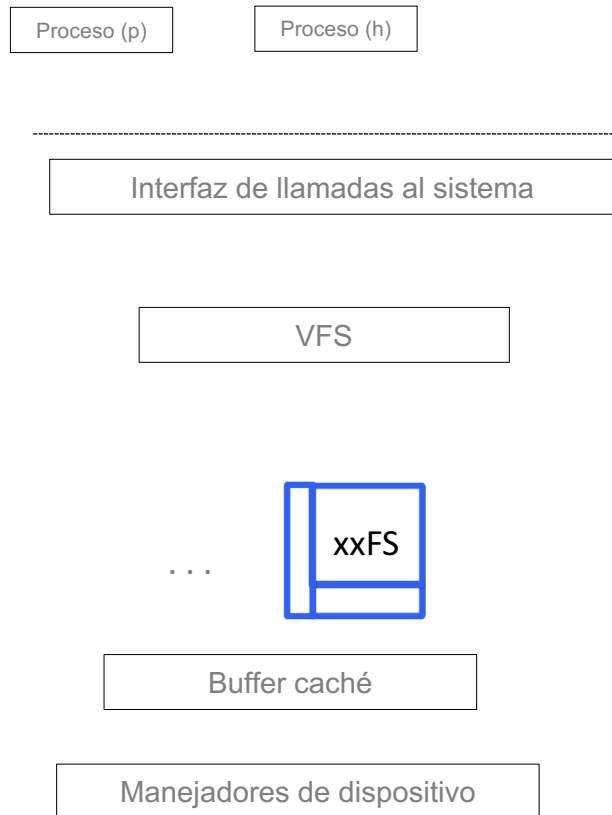 Proceso (p)
Proceso (h)
Interfaz de llamadas al sistema
VFS
. . .
xxFS
Buffer caché
Manejadores de dispositivo